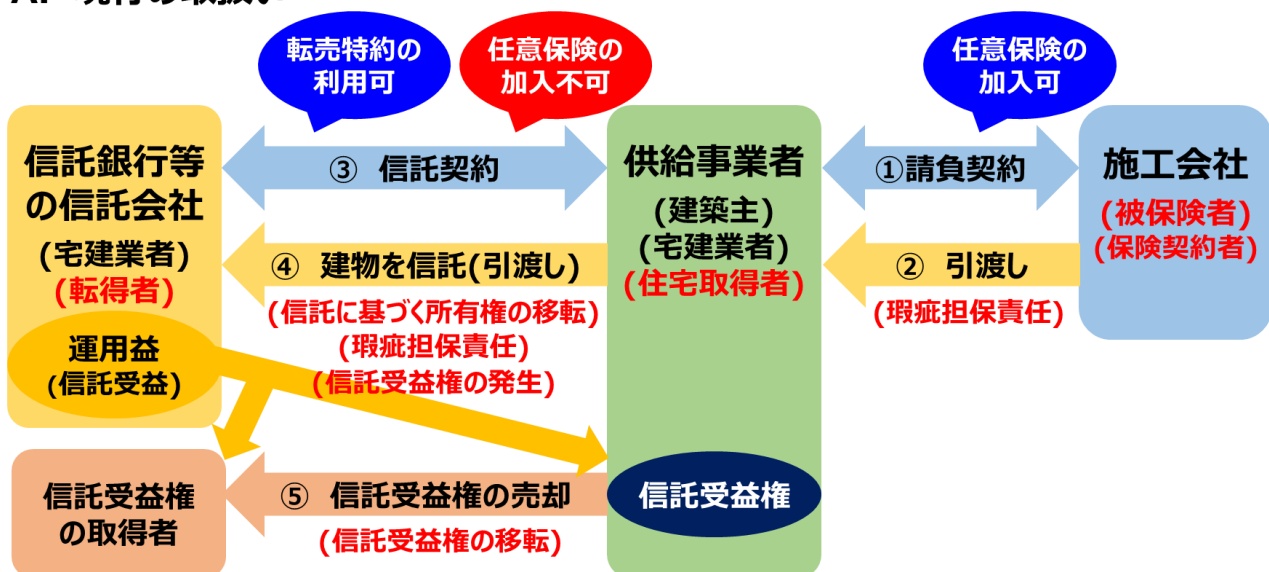 転売特約の
利用可
任意保険の
加入不可
任意保険の
加入可
信託銀行等
の信託会社
(宅建業者)
(転得者)
運用益
(信託受益)
③ 信託契約
④ 建物を信託(引渡し)
(信託に基づく所有権の移転)
(瑕疵担保責任)
(信託受益権の発生)
供給事業者
(建築主)
(宅建業者)
(住宅取得者)
①請負契約
② 引渡し
(瑕疵担保責任)
施工会社
(被保険者)
(保険契約者)
信託受益権
の取得者
⑤ 信託受益権の売却
(信託受益権の移転)
信託受益権